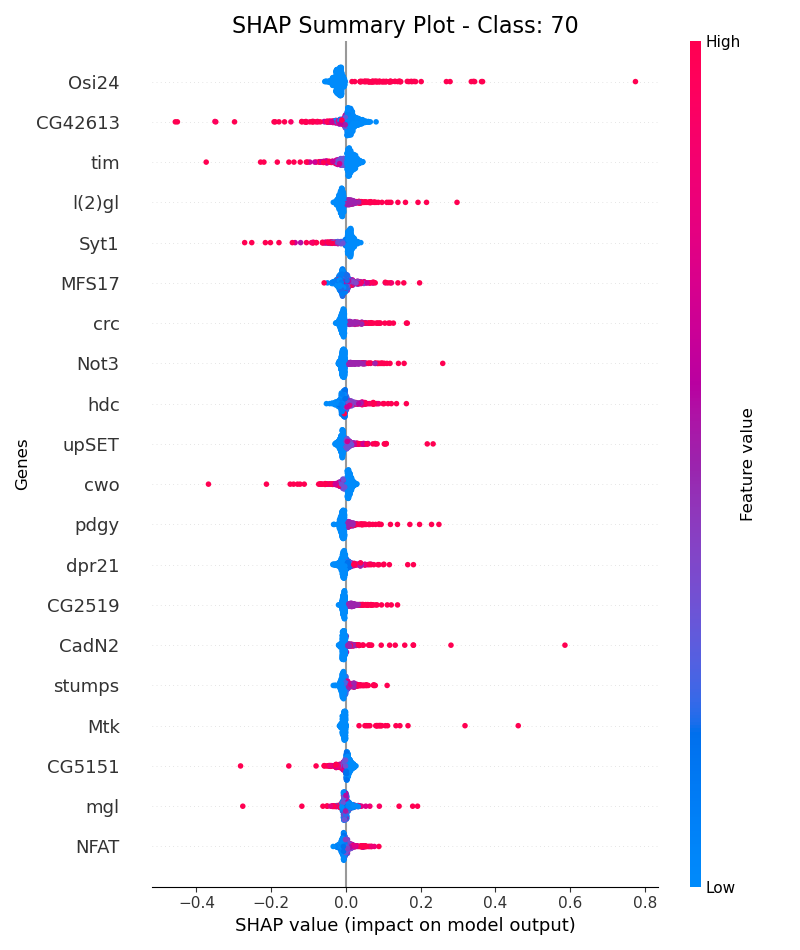 SHAP Summary Plot - Class: 70
High
Osi24
CG42613
tim
l(2)gl
Syt1
MFS17
crc
Not3
hdc
upSET
cwo
pdgy
dpr21
CG2519
CadN2
stumps
Mtk
CG5151
mgl
NFAT
Genes
Feature value
Low
−0.4 −0.2 0.0 0.2 0.4 0.6 0.8
SHAP value (impact on model output)